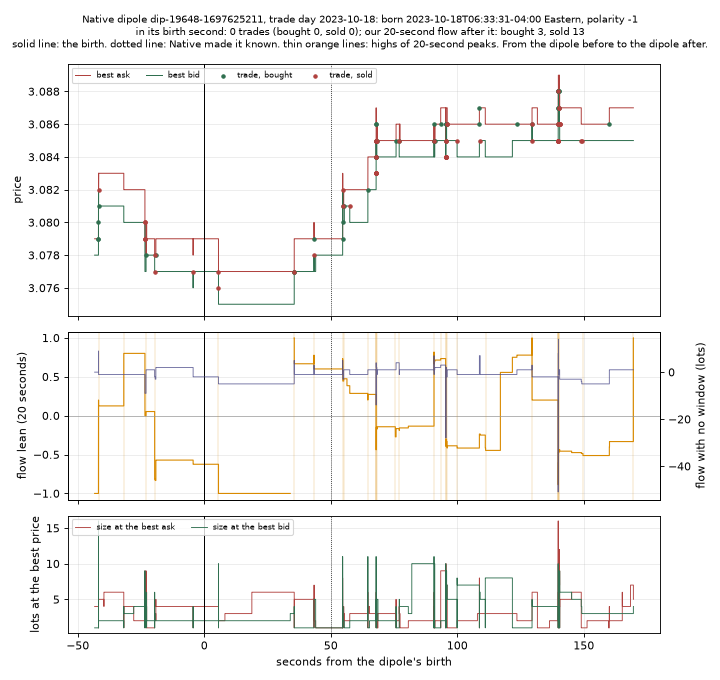 Native dipole dip-19648-1697625211, trade day 2023-10-18: born 2023-10-18T06:33:31-04:00 Eastern, polarity -1
in its birth second: 0 trades (bought 0, sold 0); our 20-second flow after it: bought 3, sold 13
solid line: the birth. dotted line: Native made it known. thin orange lines: highs of 20-second peaks. From the dipole before to the dipole after.
best ask
best bid
trade, bought
trade, sold
3.088
3.086
3.084
3.082
3.080
3.078
3.076
price
1.0
0.5
0.0
−0.5
−1.0
flow lean (20 seconds)
0
−20
−40
flow with no window (lots)
size at the best ask
size at the best bid
15
10
5
lots at the best price
−50
0
50
100
150
seconds from the dipole's birth